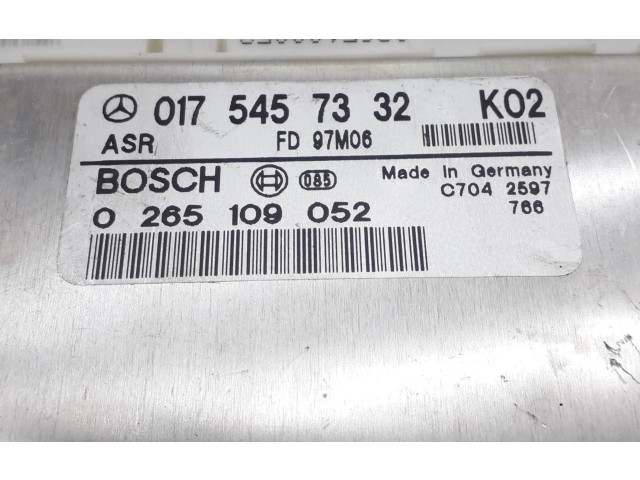 017 545 73 32 K02
ASR FD 97M06
BOSCH 085 Made in Germany
C704 2597
0 265 109 052 766